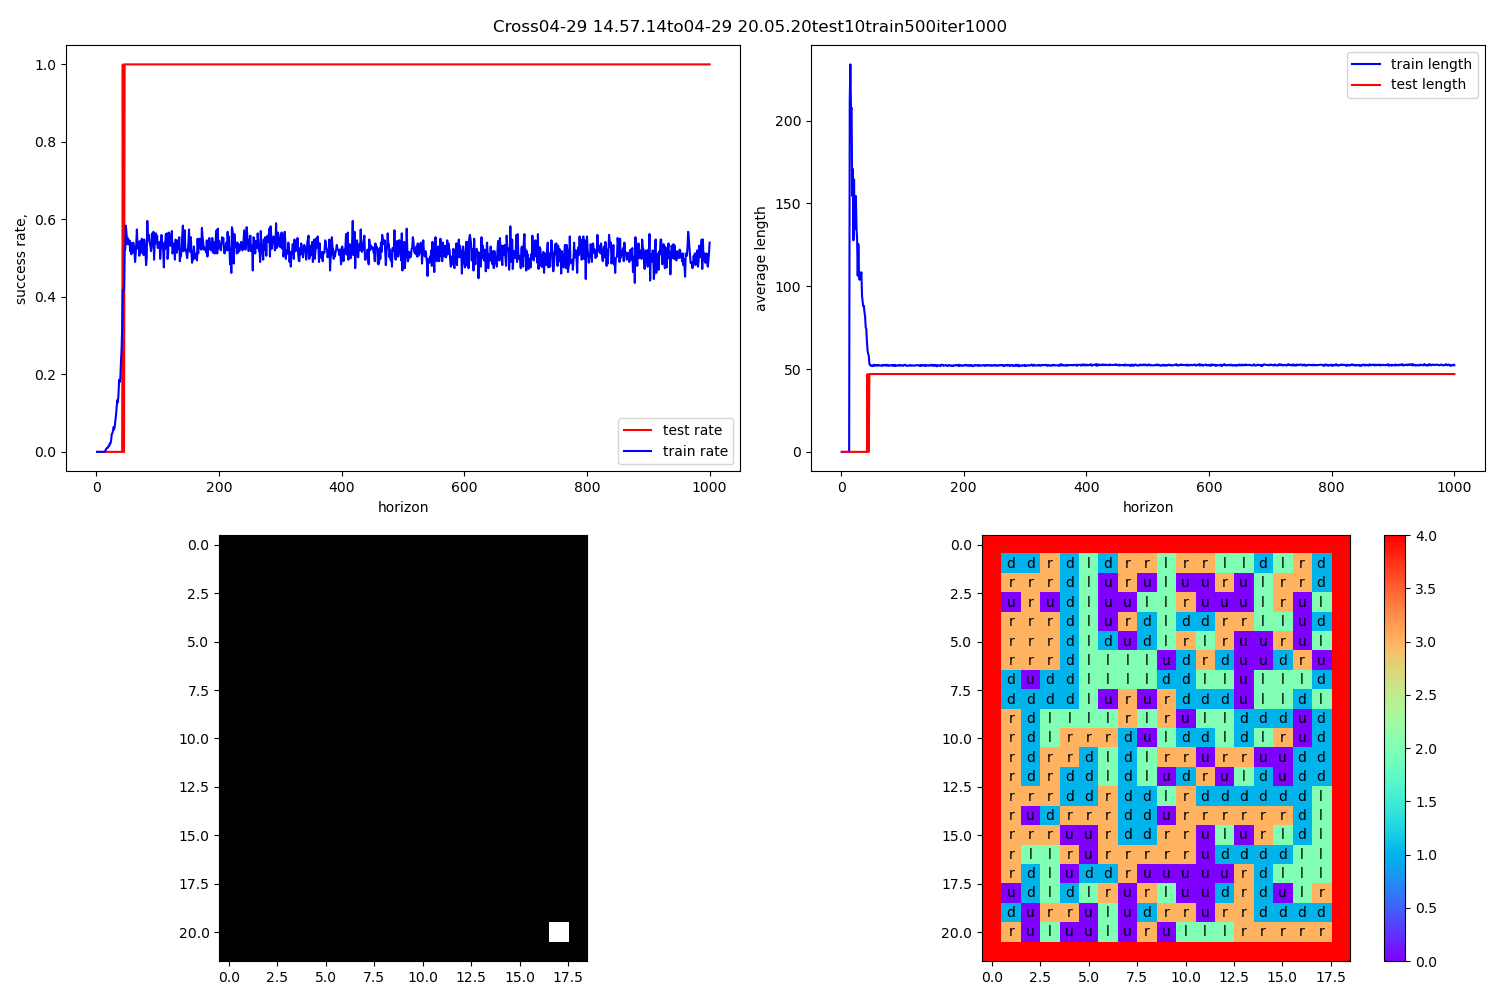 Cross04-29 14.57.14to04-29 20.05.20test10train500iter1000
1.0
0.8
0.6
0.4
0.2
0.0
success rate,
0 200 400 600 800 1000
horizon
test rate
train rate
200
150
100
50
0
average length
0 200 400 600 800 1000
horizon
train length
test length
0.0
2.5
5.0
7.5
10.0
12.5
15.0
17.5
20.0
0.0 2.5 5.0 7.5 10.0 12.5 15.0 17.5
0.0
2.5
5.0
7.5
10.0
12.5
15.0
17.5
20.0
d d r d l d r r l r r l l d l r d
r r r d l u r u l u u r u l r r d
u r u d l u u l l r u u u l r u l
r r r d l u r d l d d r r l l u d
r r r d l d u d l r l r u u r u l
r r r d l l l l u d r d u u d r u
d u d d l l l l d d l l u l l l d
d d d d l u r u r d d d u l l d l
r d l l l l r l r u l l d d d u d
r d l r r r d u l d d l d l r u d
r d r r d l d l r r u r r u u d d
r d r d d l d l u d r u l d u d d
r r r d d r d d l r d d d d d d l
r u d r r r d d u r r r r r r d l
r r r u u r d d r r u l u r l d l
r l l r u r r r r r u d d d d l l
r d l u d d r u u u u u r d l l l
u d l d l r u r l u u d r d u l r
d u r r u l u d r r u r r d d d d
r u l u u l u r u l l l r r r r r
0.0 2.5 5.0 7.5 10.0 12.5 15.0 17.5
4.0
3.5
3.0
2.5
2.0
1.5
1.0
0.5
0.0